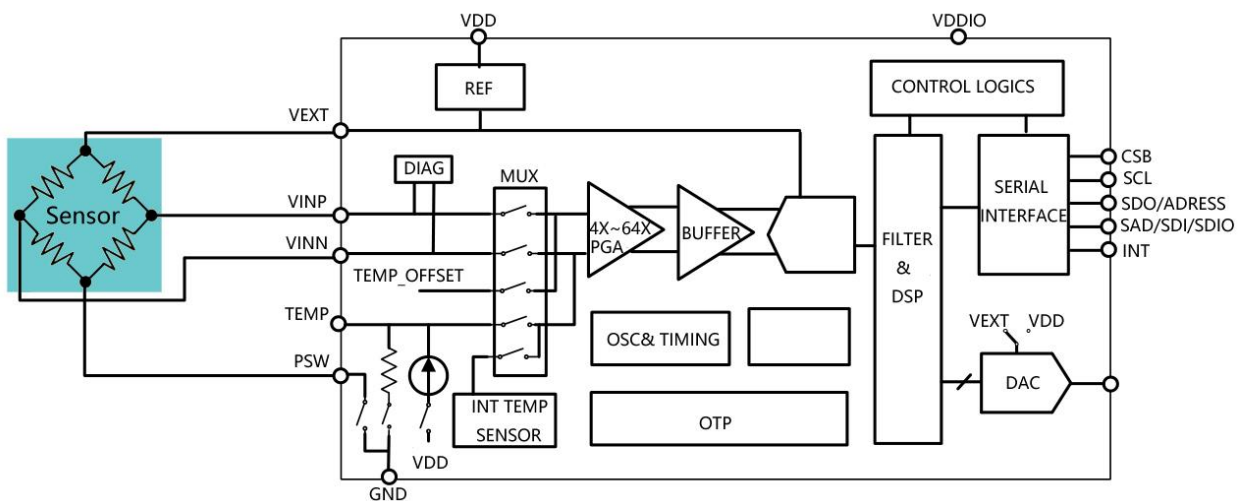 VDD
VDDIO
REF
CONTROL LOGICS
VEXT
DIAG
MUX
CSB
Sensor
VINP
4X~64X
PGA
BUFFER
SERIAL
INTERFACE
SCL
SDO/ADRESS
SAD/SDI/SDIO
INT
VINN
FILTER
&
DSP
TEMP_OFFSET
TEMP
OSC& TIMING
VEXT
VDD
PSW
DAC
INT TEMP
SENSOR
OTP
VDD
GND